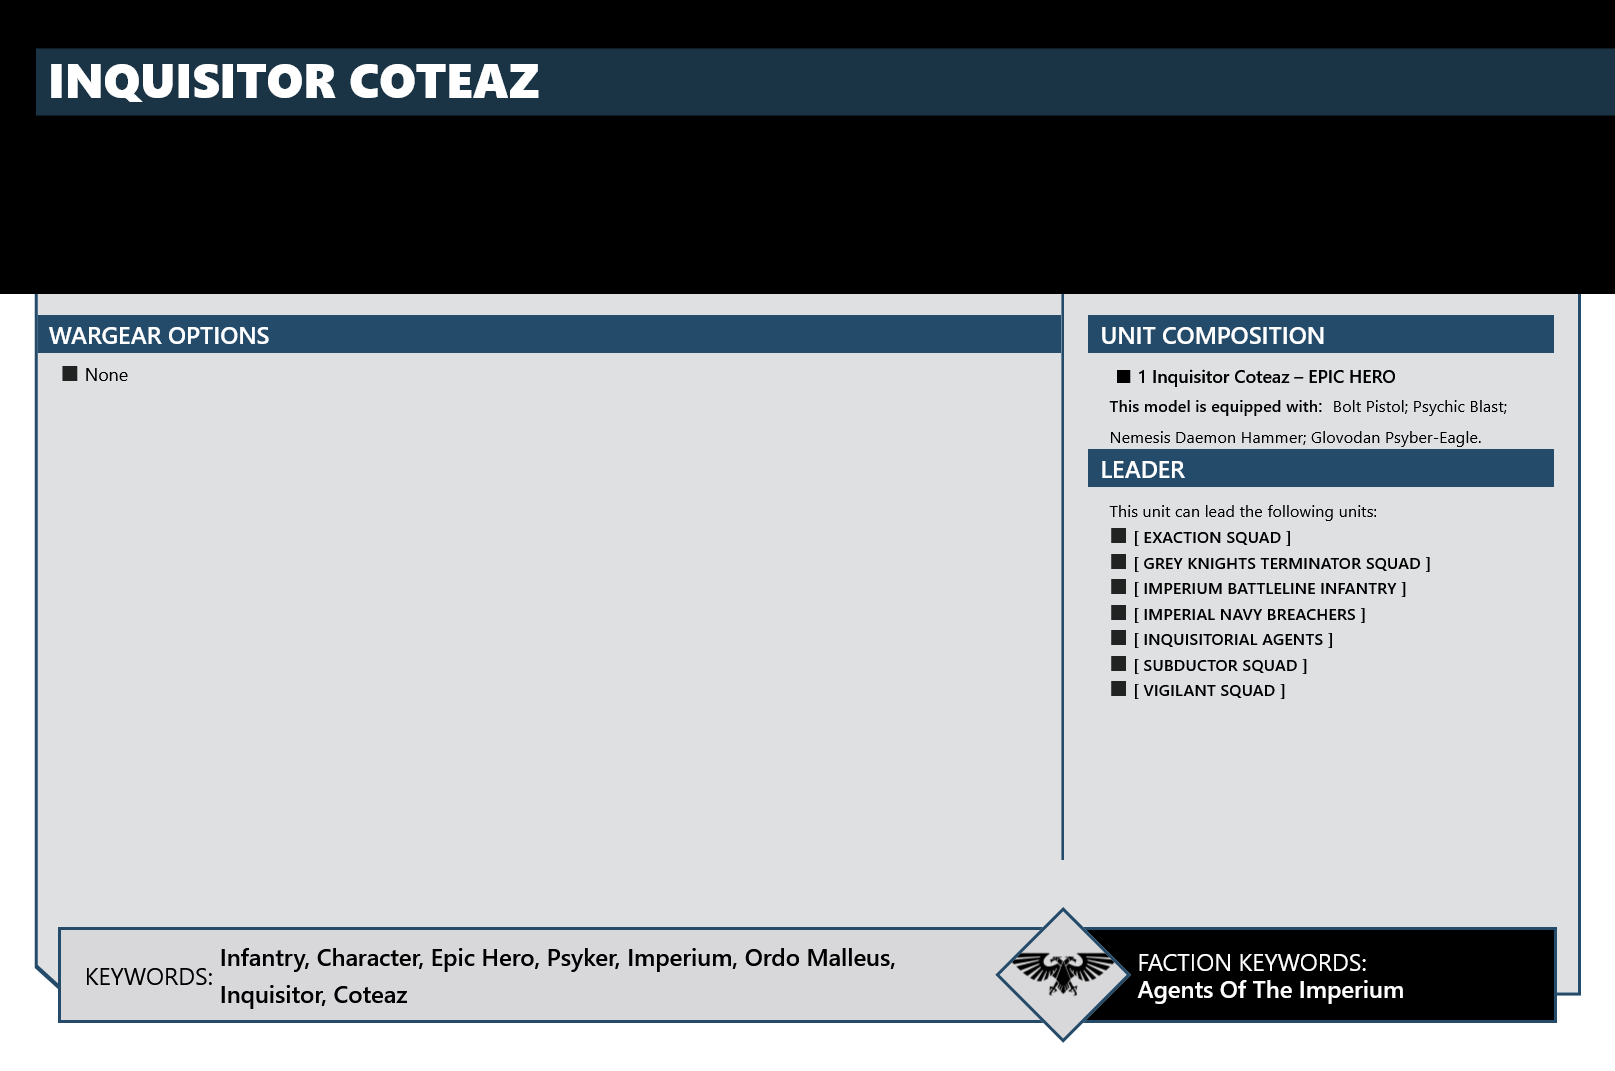 INQUISITOR COTEAZ
WARGEAR OPTIONS
None
UNIT COMPOSITION
1 Inquisitor Coteaz – EPIC HERO
This model is equipped with: Bolt Pistol; Psychic Blast;
Nemesis Daemon Hammer; Glovodan Psyber-Eagle.
LEADER
This unit can lead the following units:
[ EXACTION SQUAD ]
[ GREY KNIGHTS TERMINATOR SQUAD ]
[ IMPERIUM BATTLELINE INFANTRY ]
[ IMPERIAL NAVY BREACHERS ]
[ INQUISITORIAL AGENTS ]
[ SUBDUCTOR SQUAD ]
[ VIGILANT SQUAD ]
KEYWORDS:
Infantry, Character, Epic Hero, Psyker, Imperium, Ordo Malleus,
Inquisitor, Coteaz
FACTION KEYWORDS:
Agents Of The Imperium